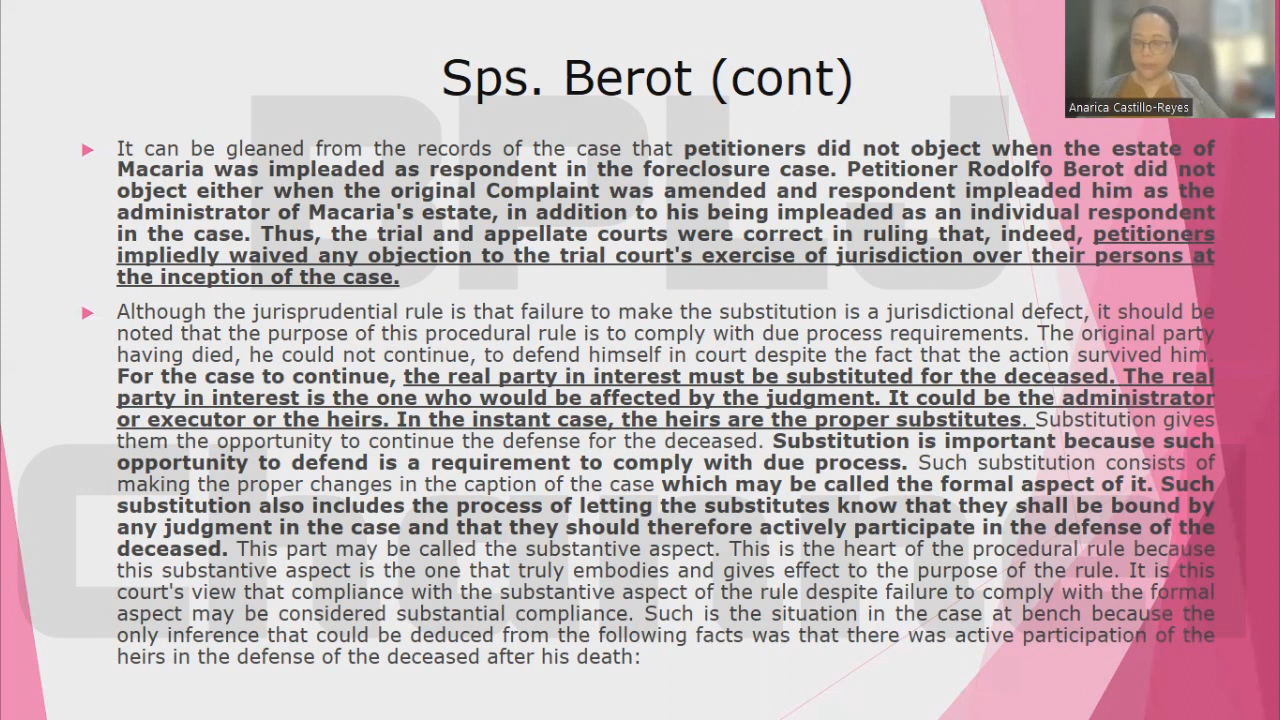 Sps. Berot (cont)
Anarica Castillo-Reyes
It can be gleaned from the records of the case that petitioners did not object when the estate of
Macaria was impleaded as respondent in the foreclosure case. Petitioner Rodolfo Berot did not
object either when the original Complaint was amended and respondent impleaded him as the
administrator of Macaria's estate, in addition to his being impleaded as an individual respondent
in the case. Thus, the trial and appellate courts were correct in ruling that, indeed, petitioners
impliedly waived any objection to the trial court's exercise of jurisdiction over their persons at
the inception of the case.
Although the jurisprudential rule is that failure to make the substitution is a jurisdictional defect, it should be
noted that the purpose of this procedural rule is to comply with due process requirements. The original party
having died, he could not continue, to defend himself in court despite the fact that the action survived him.
For the case to continue, the real party in interest must be substituted for the deceased. The real
party in interest is the one who would be affected by the judgment. It could be the administrator
or executor or the heirs. In the instant case, the heirs are the proper substitutes. Substitution gives
them the opportunity to continue the defense for the deceased. Substitution is important because such
opportunity to defend is a requirement to comply with due process. Such substitution consists of
making the proper changes in the caption of the case which may be called the formal aspect of it. Such
substitution also includes the process of letting the substitutes know that they shall be bound by
any judgment in the case and that they should therefore actively participate in the defense of the
deceased. This part may be called the substantive aspect. This is the heart of the procedural rule because
this substantive aspect is the one that truly embodies and gives effect to the purpose of the rule. It is this
court's view that compliance with the substantive aspect of the rule despite failure to comply with the formal
aspect may be considered substantial compliance. Such is the situation in the case at bench because the
only inference that could be deduced from the following facts was that there was active participation of the
heirs in the defense of the deceased after his death: